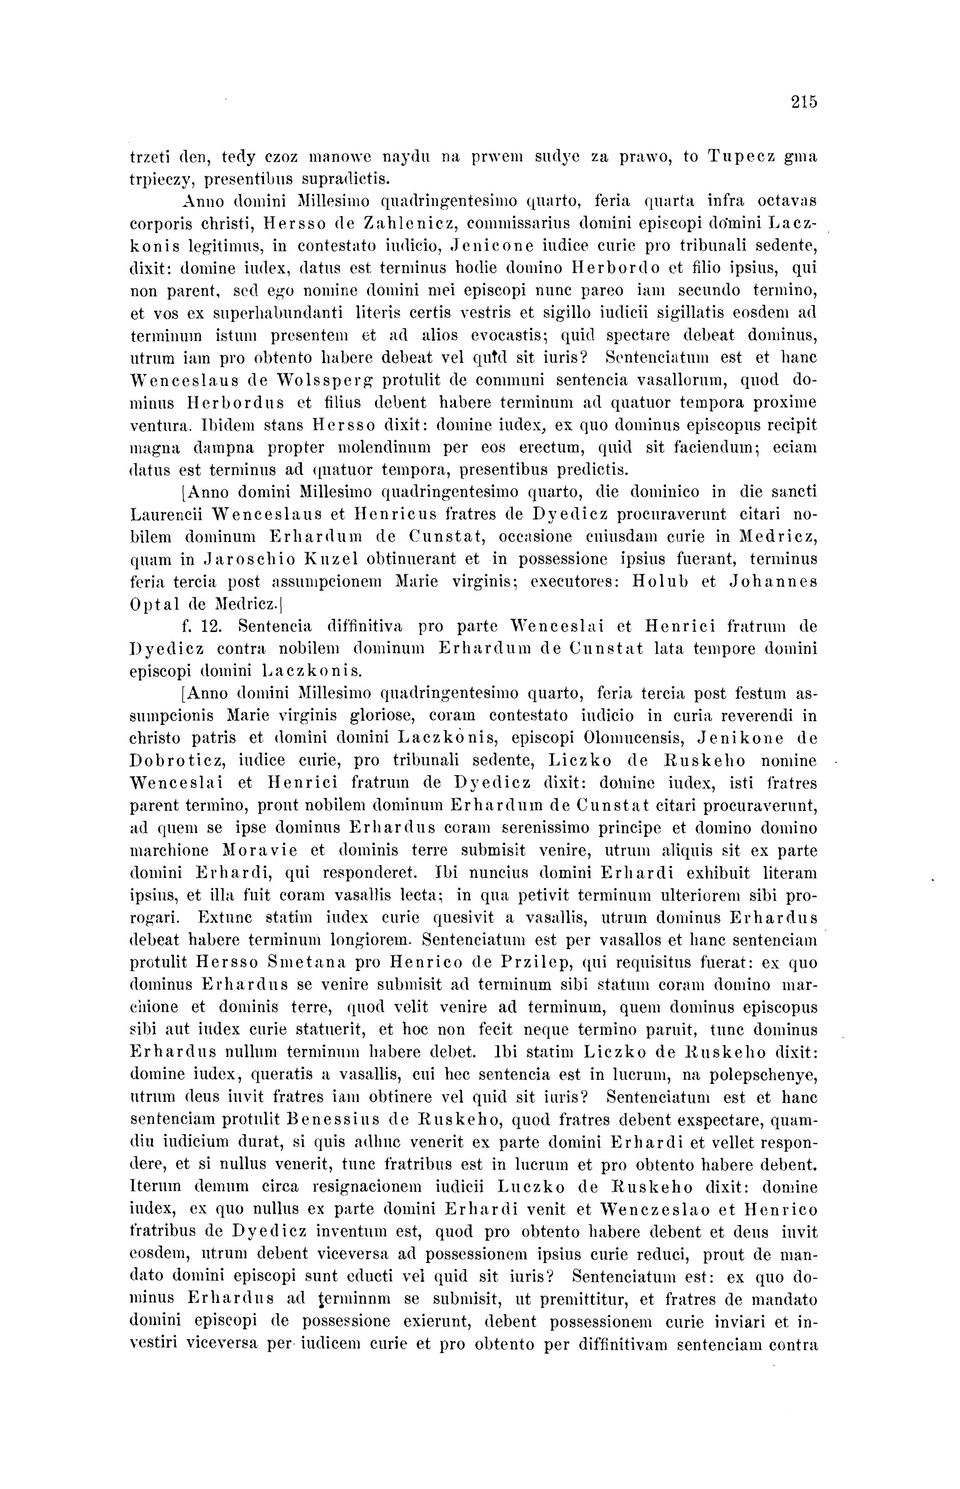 215
trzeti den, tedy czoz manowe naydu na prwem sudye za prawo, to Tupecz gma
trpieczy, presentibus supradictis.
Anno domini Millesimo quadringentesimo quarto, feria quarta infra octavas
corporis christi, Hersso de Zahlenicz, commissarius domini episcopi domini Lacz-
konis legitimus, in contestato iudicio, Jenicone iudice curie pro tribunali sedente,
dixit: domine iudex, datus est terminus hodie domino Herbordo et filio ipsius, qui
non parent, sed ego nomine domini mei episcopi nunc pareo iam secundo termino,
et vos ex superhabundanti literis certis vestris et sigillo iudicii sigillatis eosdem ad
terminum istum presentem et ad alios evocastis; quid spectare debeat dominus,
utrum iam pro obtento habere debeat vel quid sit iuris? Sentenciatum est et hanc
Wenceslaus de Wolssperg protulit de communi sentencia vasallorum, quod do-
minus Herbordus et filius debent habere terminum ad quatuor tempora proxime
ventura. Ibidem stans Hersso dixit: domine iudex, ex quo dominus episcopus recipit
magna dampna propter molendinum per eos erectum, quid sit faciendum; eciam
datus est terminus ad quatuor tempora, presentibus predictis.
[Anno domini Millesimo quadringentesimo quarto, die dominico in die sancti
Laurencii Wenceslaus et Henricus fratres de Dyedicz procuraverunt citari no-
bilem dominum Erhardum de Cunstat, occasione cuiusdam curie in Medricz,
quam in Jaroschio Kuzel obtinuerant et in possessione ipsius fuerant, terminus
feria tercia post assumpcionem Marie virginis; executores: Holub et Johannes
Optal de Medricz.]
f. 12. Sentencia diffinitiva pro parte Wenceslai et Henrici fratrum de
Dyedicz contra nobilem dominum Erhardum de Cunstat lata tempore domini
episcopi domini Laczkonis.
[Anno domini Millesimo quadringentesimo quarto, feria tercia post festum as-
sumpcionis Marie virginis gloriose, coram contestato iudicio in curia reverendi in
christo patris et domini domini Laczkonis, episcopi Olomucensis, Jenikone de
Dobroticz, iudice curie, pro tribunali sedente, Liczko de Ruskeho nomine
Wenceslai et Henrici fratrum de Dyedicz dixit: domine iudex, isti fratres
parent termino, prout nobilem dominum Erhardum de Cunstat citari procuraverunt,
ad quem se ipse dominus Erhardus coram serenissimo principe et domino domino
marchione Moravie et dominis terre submisit venire, utrum aliquis sit ex parte
domini Erhardi, qui responderet. Ibi nuncius domini Erhardi exhibuit literam
ipsius, et illa fuit coram vasallis lecta; in qua petivit terminum ulteriorem sibi pro-
rogari. Extunc statim iudex curie quesivit a vasallis, utrum dominus Erhardus
debeat habere terminum longiorem. Sentenciatum est per vasallos et hanc sentenciam
protulit Hersso Smetana pro Henrico de Przilep, qui requisitus fuerat: ex quo
dominus Erhardus se venire submisit ad terminum sibi statum coram domino mar-
chione et dominis terre, quod velit venire ad terminum, quem dominus episcopus
sibi aut iudex curie statuerit, et hoc non fecit neque termino paruit, tunc dominus
Erhardus nullum terminum habere debet. Ibi statim Liczko de Ruskeho dixit:
domine iudex, queratis a vasallis, cui hec sentencia est in lucrum, na polepschenye,
utrum deus iuvit fratres iam obtinere vel quid sit iuris? Sentenciatum est et hanc
sentenciam protulit Benessius de Ruskeho, quod fratres debent exspectare, quam-
diu iudicium durat, si quis adhuc venerit ex parte domini Erhardi et vellet respon-
dere, et si nullus venerit, tunc fratribus est in lucrum et pro obtento habere debent.
Iterum demum circa resignacionem iudicii Luczko de Ruskeho dixit: domine
iudex, ex quo nullus ex parte domini Erhardi venit et Wenczeslao et Henrico
fratribus de Dyedicz inventum est, quod pro obtento habere debent et deus iuvit
eosdem, utrum debent viceversa ad possessionem ipsius curie reduci, prout de man-
dato domini episcopi sunt educti vel quid sit iuris? Sentenciatum est: ex quo do-
minus Erhardus ad terminnm se submisit, ut premittitur, et fratres de mandato
domini episcopi de possessione exierunt, debent possessionem curie inviari et in-
vestiri viceversa per iudicem curie et pro obtento per diffinitivam sentenciam contra